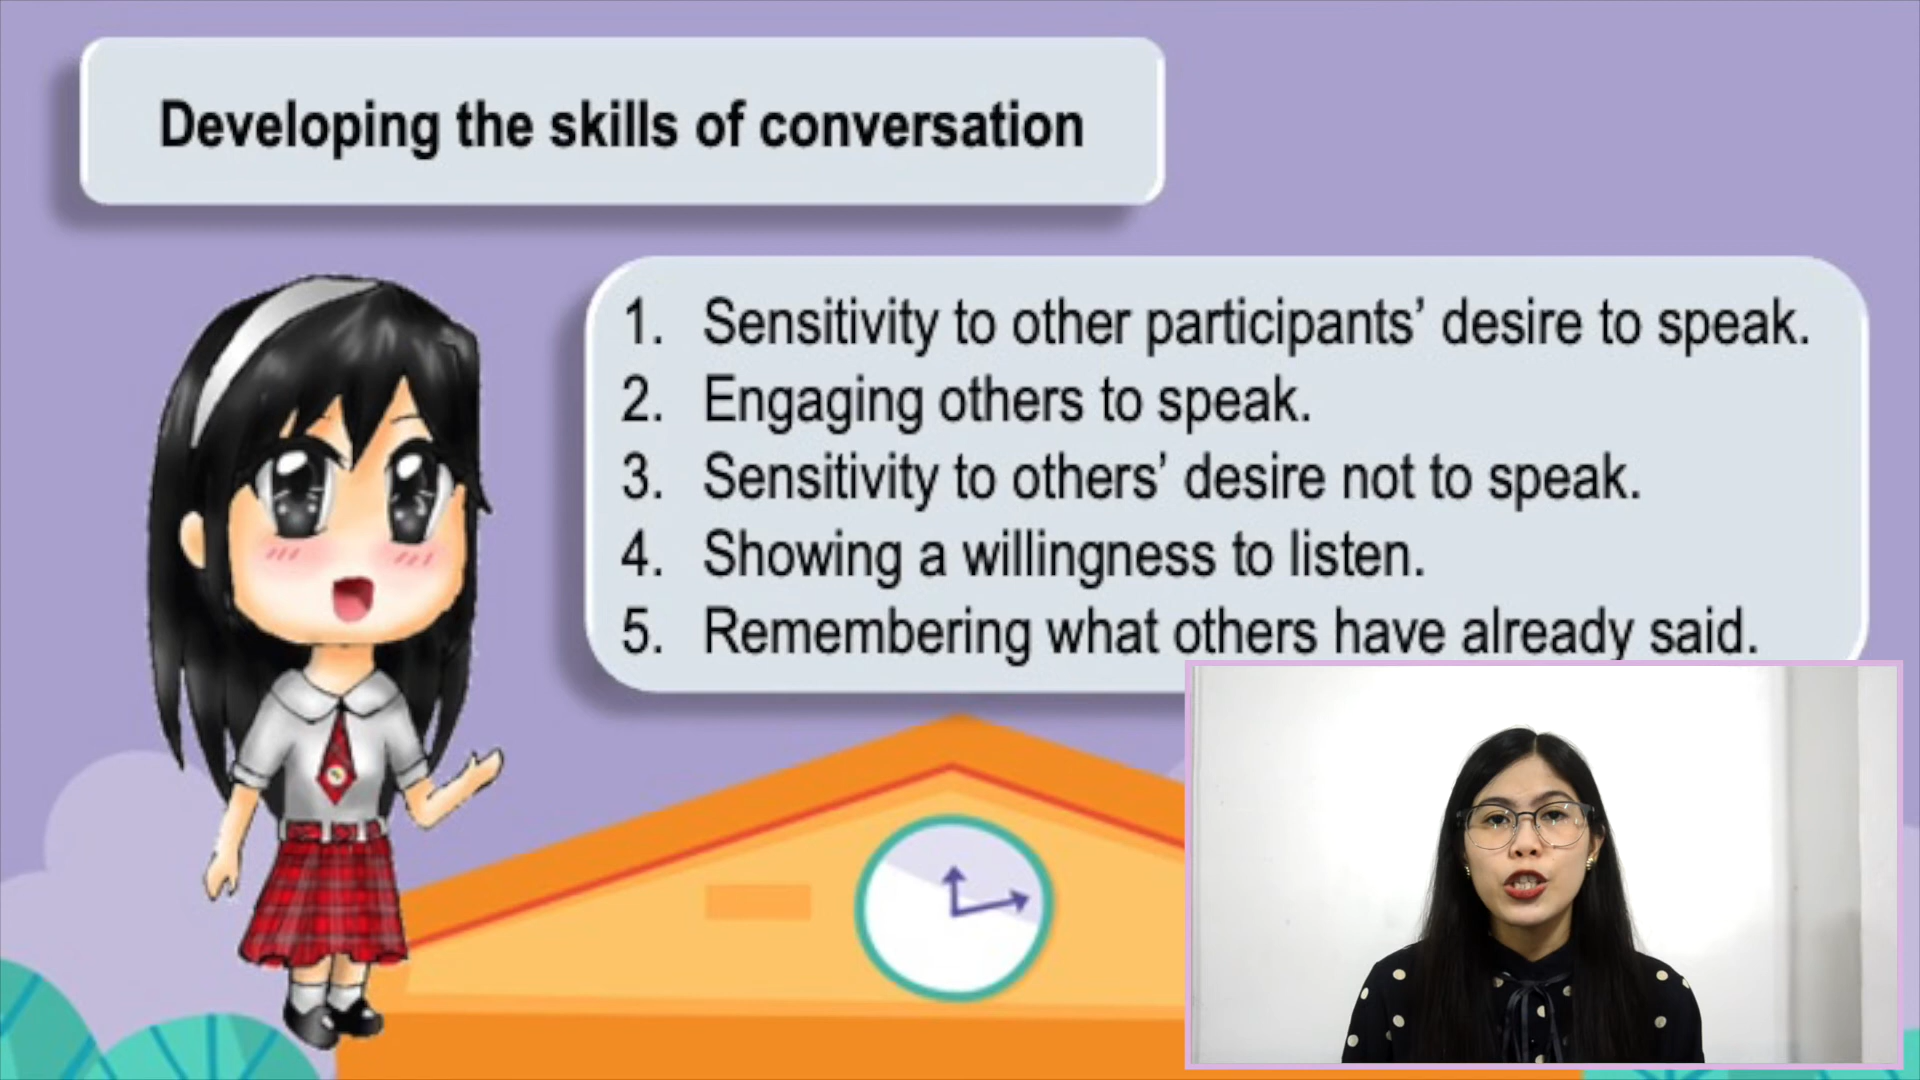 Developing the skills of conversation
1. Sensitivity to other participants’ desire to speak.
2. Engaging others to speak.
3. Sensitivity to others’ desire not to speak.
4. Showing a willingness to listen.
5. Remembering what others have already said.